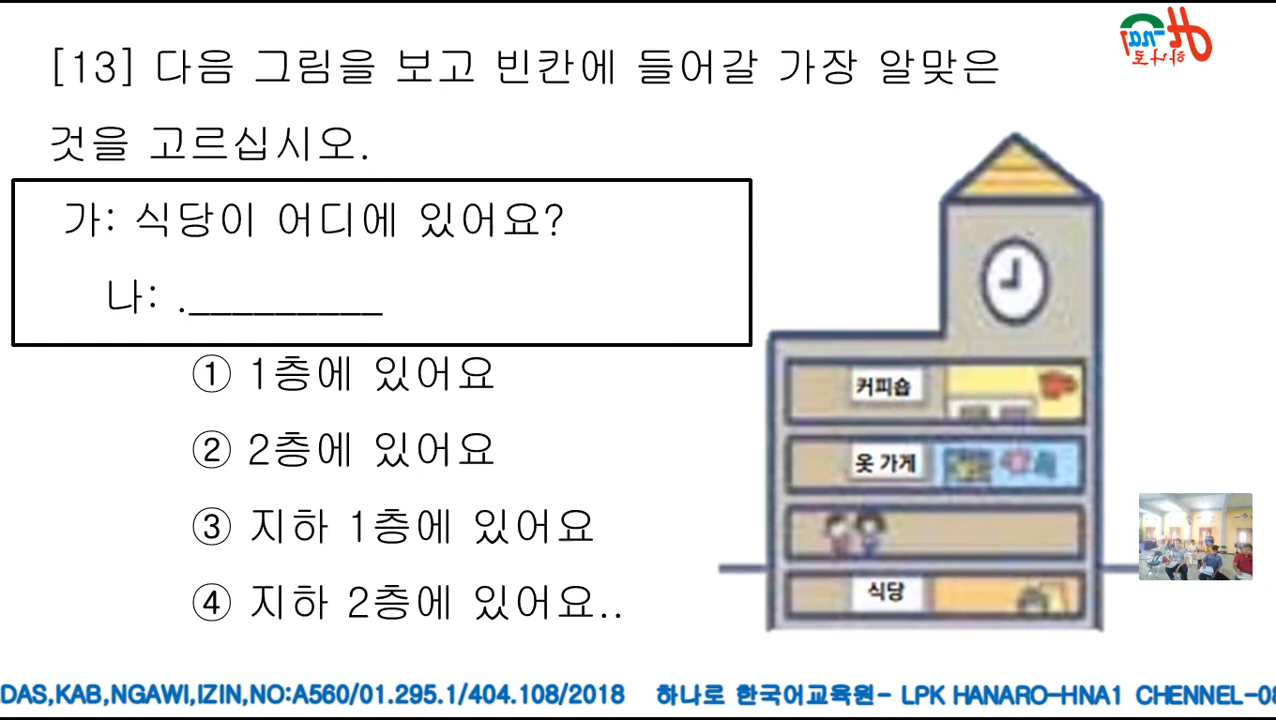 [13] 다음 그림을 보고 빈칸에 들어갈 가장 알맞은
것을 고르십시오.
가: 식당이 어디에 있어요?
나: ._________
① 1층에 있어요
② 2층에 있어요
③ 지하 1층에 있어요
④ 지하 2층에 있어요..
커피숍
옷 가게
식당
DAS,KAB,NGAWI,IZIN,NO:A560/01.295.1/404.108/2018 하나로 한국어교육원- LPK HANARO-HNA1 CHENNEL-08